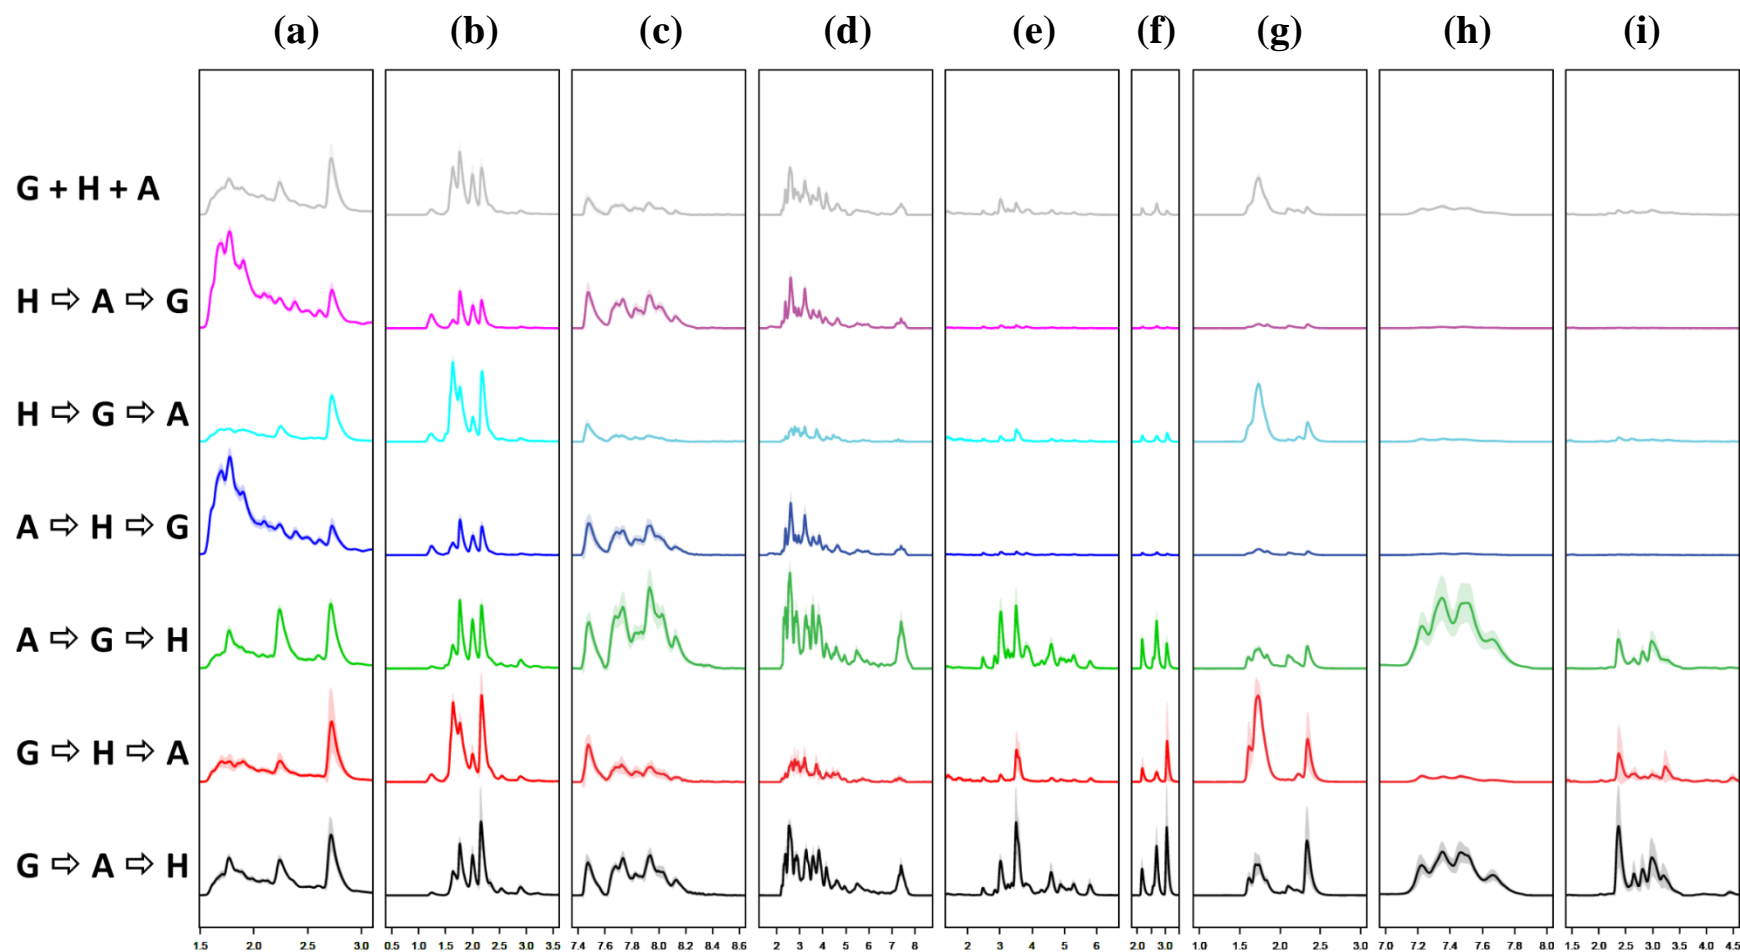 (a) (b) (c) (d) (e) (f) (g) (h) (i)
G + H + A
H ⇨ A ⇨ G
H ⇨ G ⇨ A
A ⇨ H ⇨ G
A ⇨ G ⇨ H
G ⇨ H ⇨ A
G ⇨ A ⇨ H
1.5 2.0 2.5 3.0 0.5 1.0 1.5 2.0 2.5 3.0 3.5 7.4 7.6 7.8 8.0 8.2 8.4 8.6 2 3 4 5 6 7 8 2 3 4 5 6 2.0 3.0 1.0 1.5 2.0 2.5 3.0 7.0 7.2 7.4 7.6 7.8 8.0 1.5 2.0 2.5 3.0 3.5 4.0 4.5